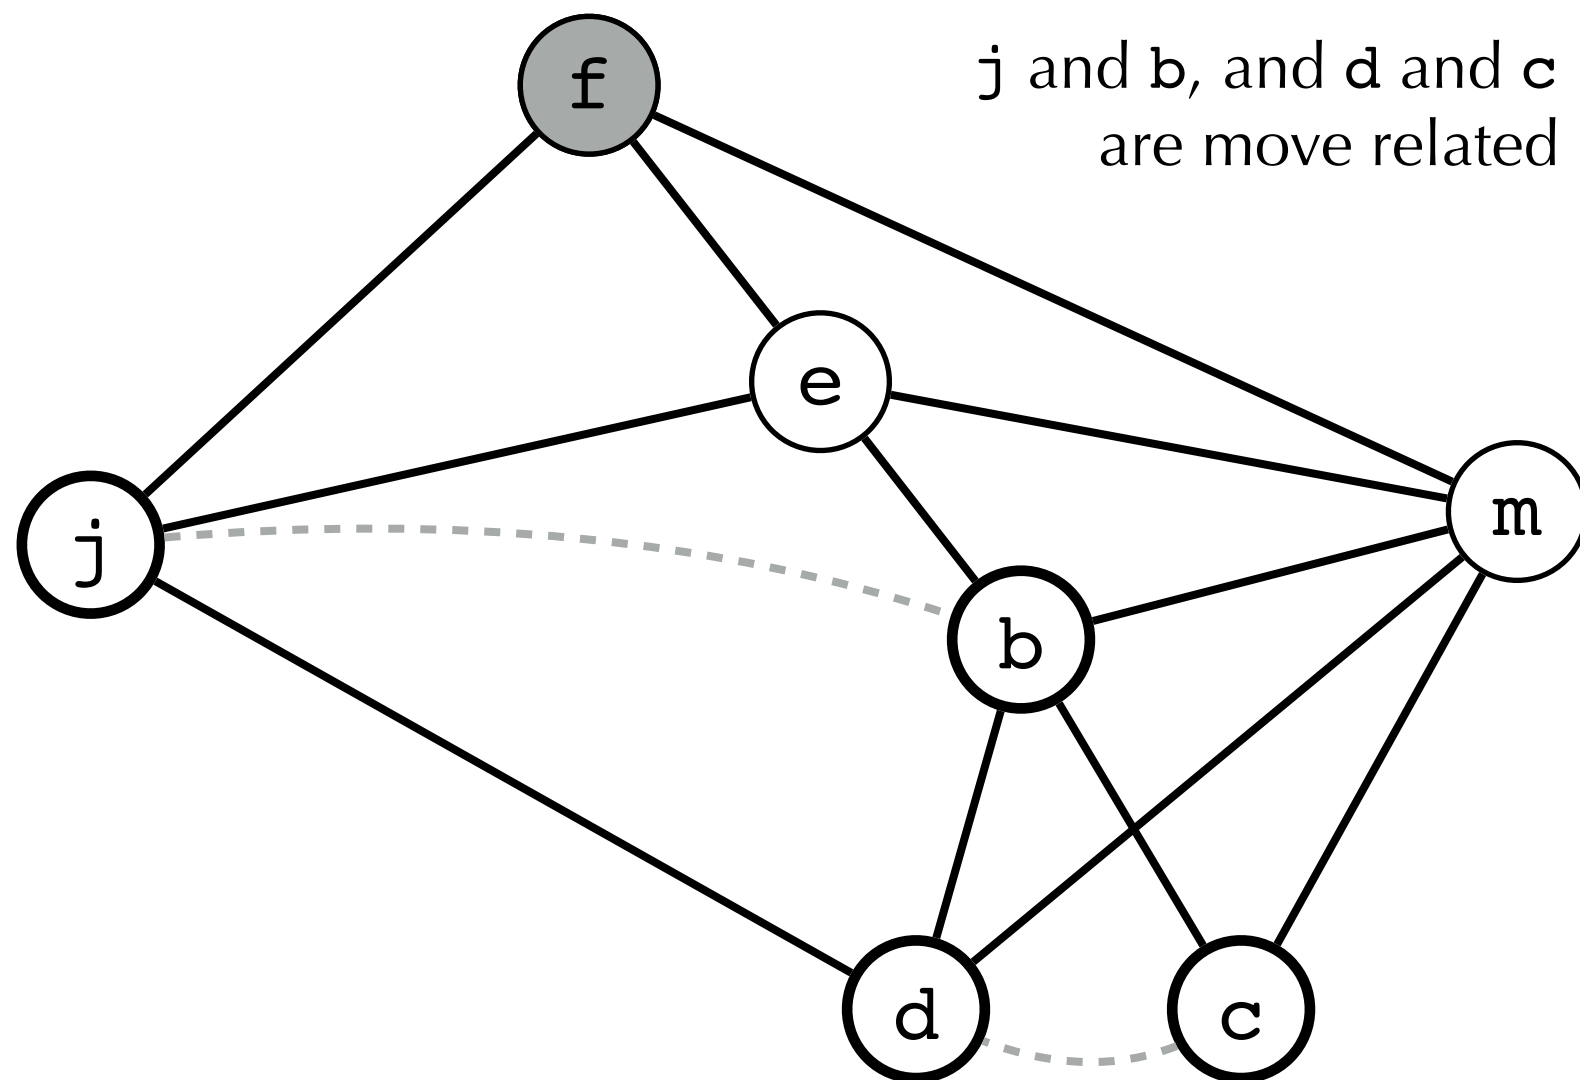 f
j and b, and d and c
are move related
e
m
j
b
d
c